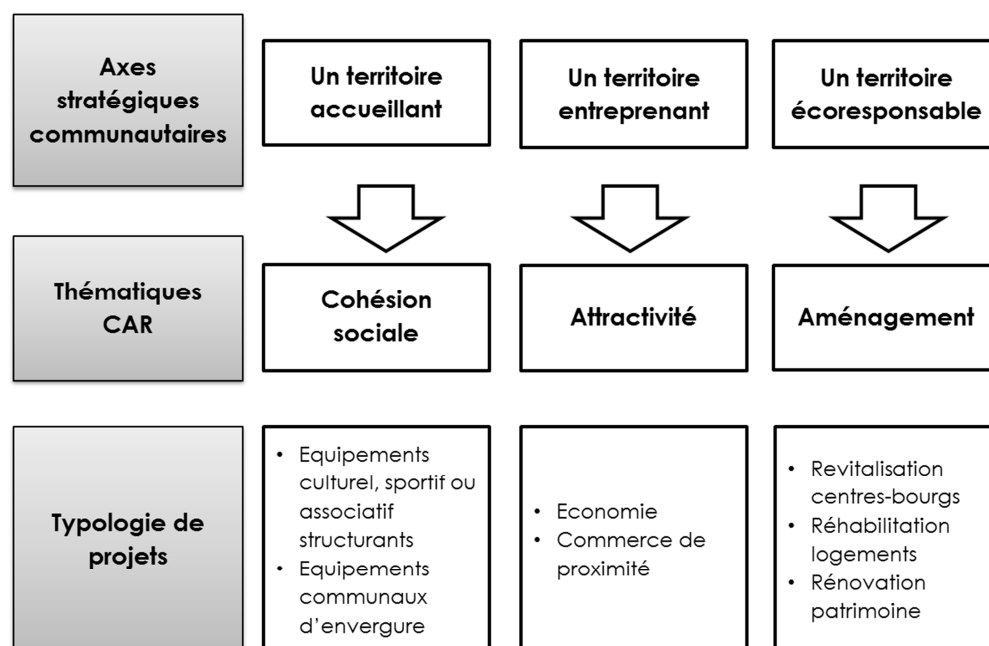 Axes
stratégiques
communautaires
Un territoire
accueillant
Un territoire
entreprenant
Un territoire
écoresponsable
Thématiques
CAR
Cohésion
sociale
Attractivité
Aménagement
Typologie de
projets
• Equipements
culturel, sportif ou
associatif
structurants
• Equipements
communaux
d’envergure
• Economie
• Commerce de
proximité
• Revitalisation
centres-bourgs
• Réhabilitation
logements
• Rénovation
patrimoine